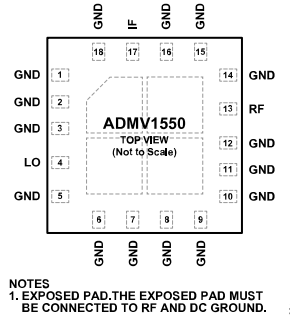 GND IF GND GND
18 17 16 15
GND 1
GND 2
GND 3
LO 4
GND 5
14 GND
13 RF
12 GND
11 GND
10 GND
ADMV1550
TOP VIEW
(Not to Scale)
6 7 8 9
GND GND GND GND
NOTES
1. EXPOSED PAD.THE EXPOSED PAD MUST
BE CONNECTED TO RF AND DC GROUND.